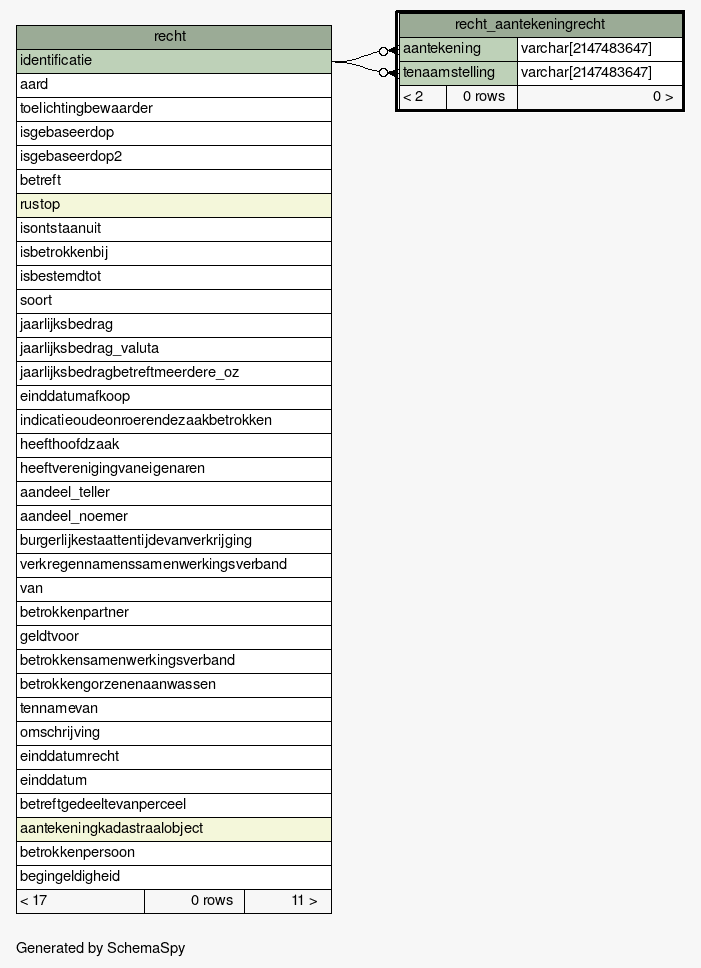 recht
identificatie
aard
toelichtingbewaarder
isgebaseerdop
isgebaseerdop2
betreft
rustop
isontstaanuit
isbetrokkenbij
isbestemdtot
soort
jaarlijksbedrag
jaarlijksbedrag_valuta
jaarlijksbedragbetreftmeerdere_oz
einddatumafkoop
indicatieoudeonroerendezaakbetrokken
heefthoofdzaak
heeftverenigingvaneigenaren
aandeel_teller
aandeel_noemer
burgerlijkestaattentijdevanverkrijging
verkregennamenssamenwerkingsverband
van
betrokkenpartner
geldtvoor
betrokkensamenwerkingsverband
betrokkengorzenenaanwassen
tennamevan
omschrijving
einddatumrecht
einddatum
betreftgedeeltevanperceel
aantekeningkadastraalobject
betrokkenpersoon
begingeldigheid
< 17 0 rows 11 >
recht_aantekeningrecht
aantekening varchar[2147483647]
tenaamstelling varchar[2147483647]
< 2 0 rows 0 >
Generated by SchemaSpy